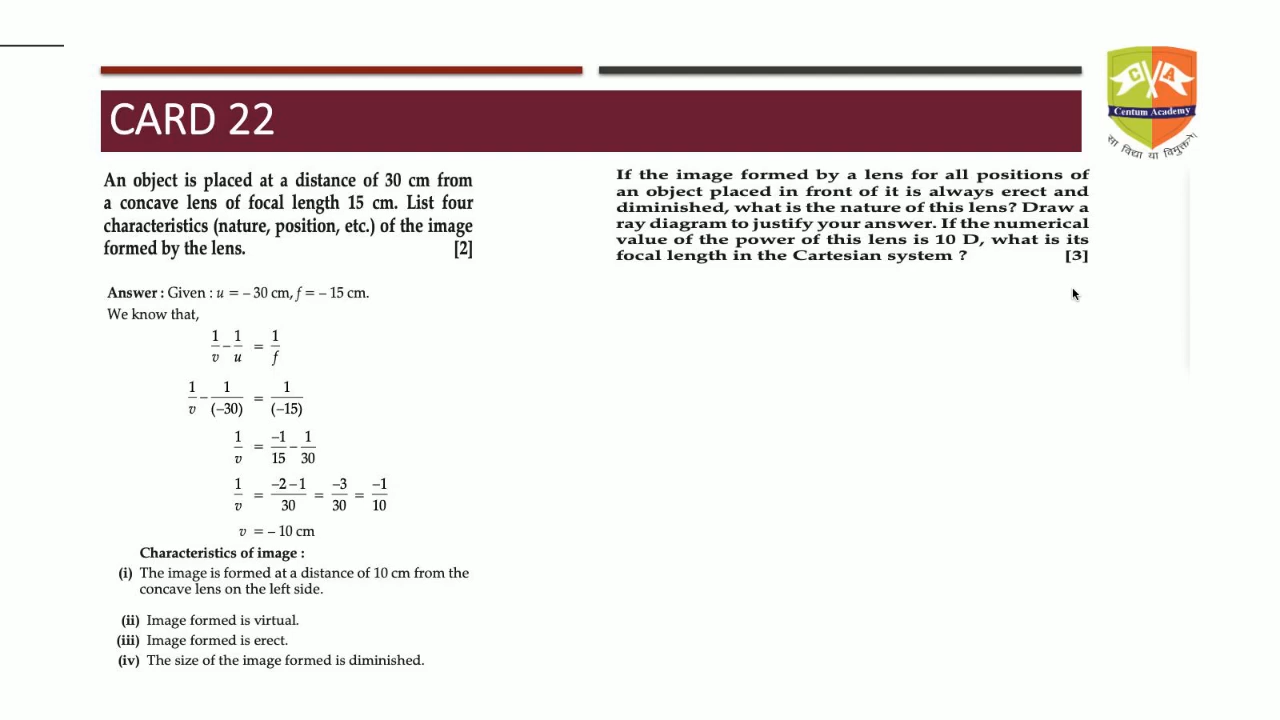 CARD 22
C A
Centum Academy
सा विद्या या विमुक्तये
An object is placed at a distance of 30 cm from
a concave lens of focal length 15 cm. List four
characteristics (nature, position, etc.) of the image
formed by the lens. [2]
Answer : Given : u = – 30 cm, f = – 15 cm.
We know that,
1/v – 1/u = 1/f
1/v – 1/(–30) = 1/(–15)
1/v = –1/15 – 1/30
1/v = –2–1/30 = –3/30 = –1/10
v = – 10 cm
Characteristics of image :
(i) The image is formed at a distance of 10 cm from the
concave lens on the left side.
(ii) Image formed is virtual.
(iii) Image formed is erect.
(iv) The size of the image formed is diminished.
If the image formed by a lens for all positions of
an object placed in front of it is always erect and
diminished, what is the nature of this lens? Draw a
ray diagram to justify your answer. If the numerical
value of the power of this lens is 10 D, what is its
focal length in the Cartesian system ? [3]